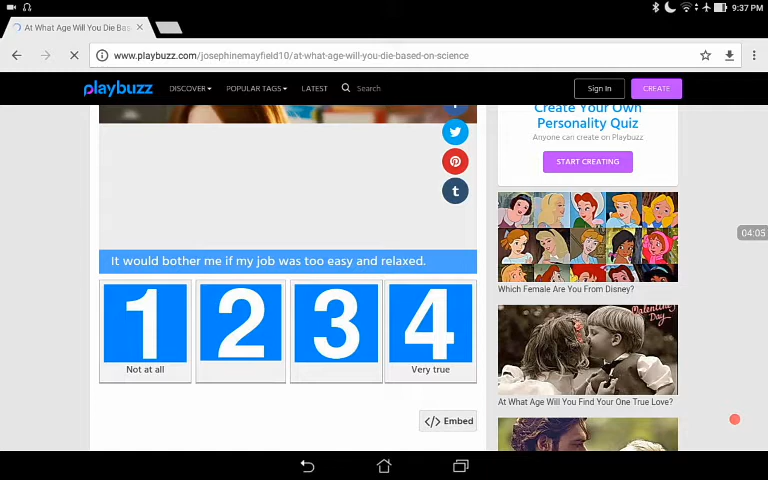 9:37 PM
At What Age Will You Die Bas
www.playbuzz.com/josephinemayfield10/at-what-age-will-you-die-based-on-science
playbuzz
DISCOVER
POPULAR TAGS
LATEST
Search
Sign In
CREATE
Create Your Own
Personality Quiz
Anyone can create on Playbuzz
START CREATING
04:05
It would bother me if my job was too easy and relaxed.
1 2 3 4
Not at all
Very true
Embed
Which Female Are You From Disney?
Valentine
Day
At What Age Will You Find Your One True Love?